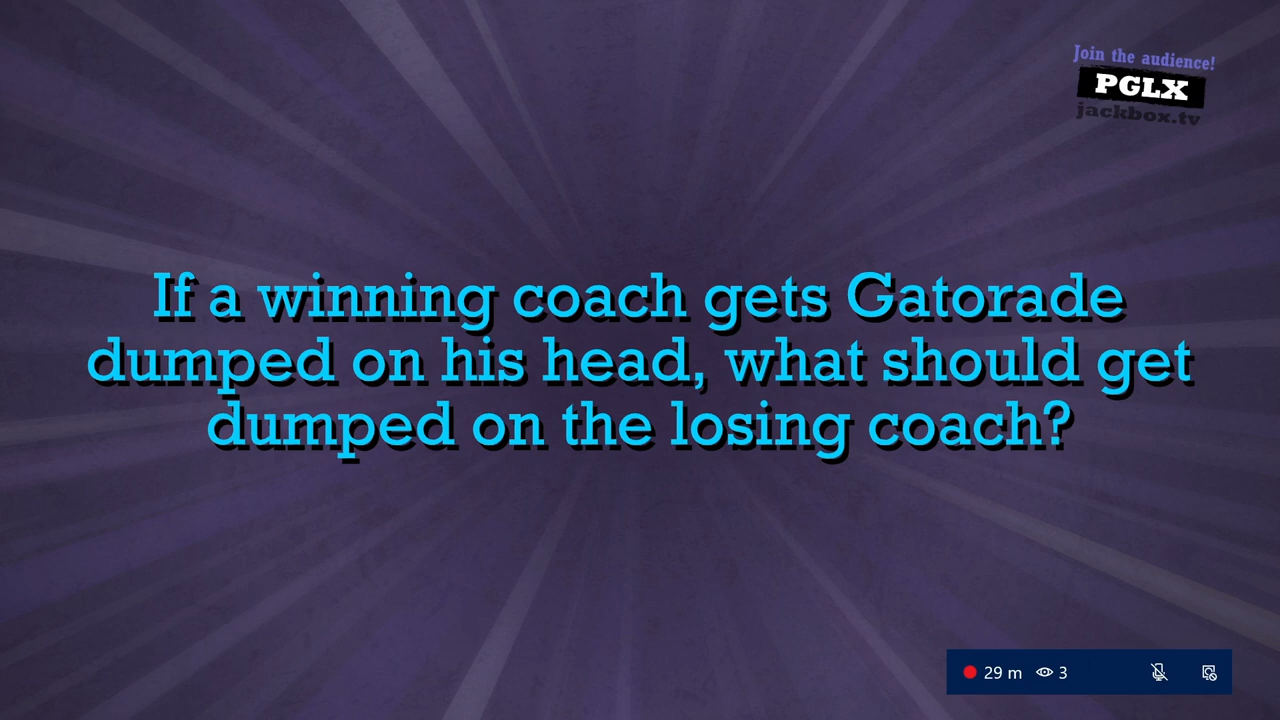 Join the audience!
PGLX
jackbox.tv
If a winning coach gets Gatorade
dumped on his head, what should get
dumped on the losing coach?
29 m 3